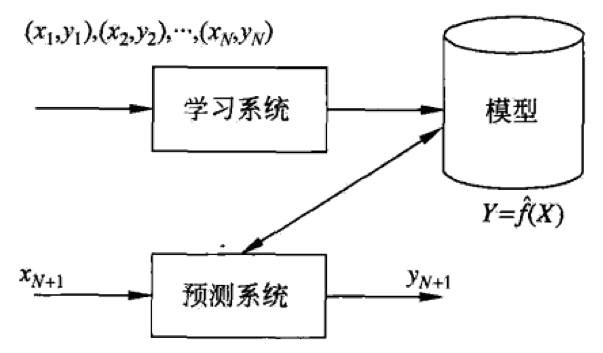 (x₁,y₁),(x₂,y₂),⋯,(x_N,y_N)
学习系统
模型
Y=f̂(X)
x_{N+1}
预测系统
y_{N+1}